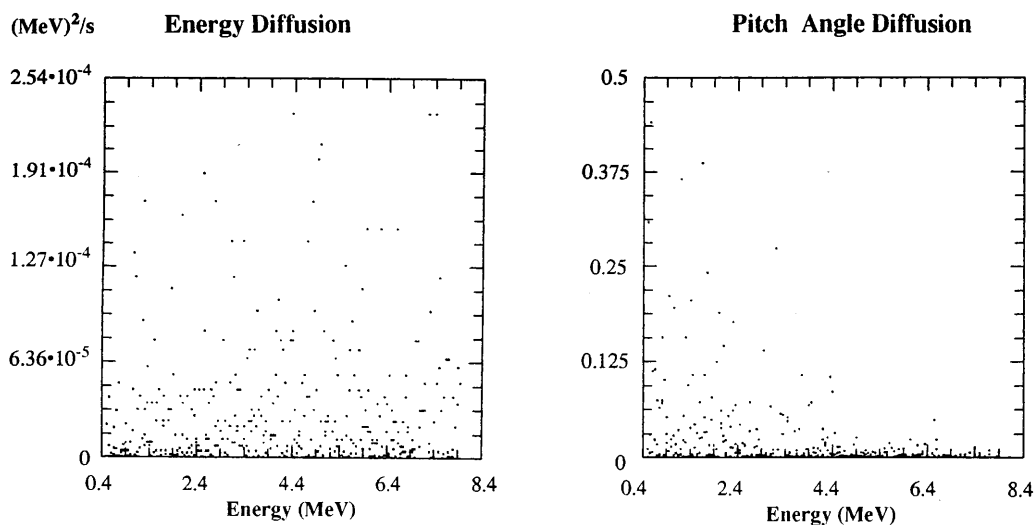 (MeV)²/s Energy Diffusion
2.54•10⁻⁴
1.91•10⁻⁴
1.27•10⁻⁴
6.36•10⁻⁵
0
0.4 2.4 4.4 6.4 8.4
Energy (MeV)
Pitch Angle Diffusion
0.5
0.375
0.25
0.125
0
0.4 2.4 4.4 6.4 8.4
Energy (MeV)